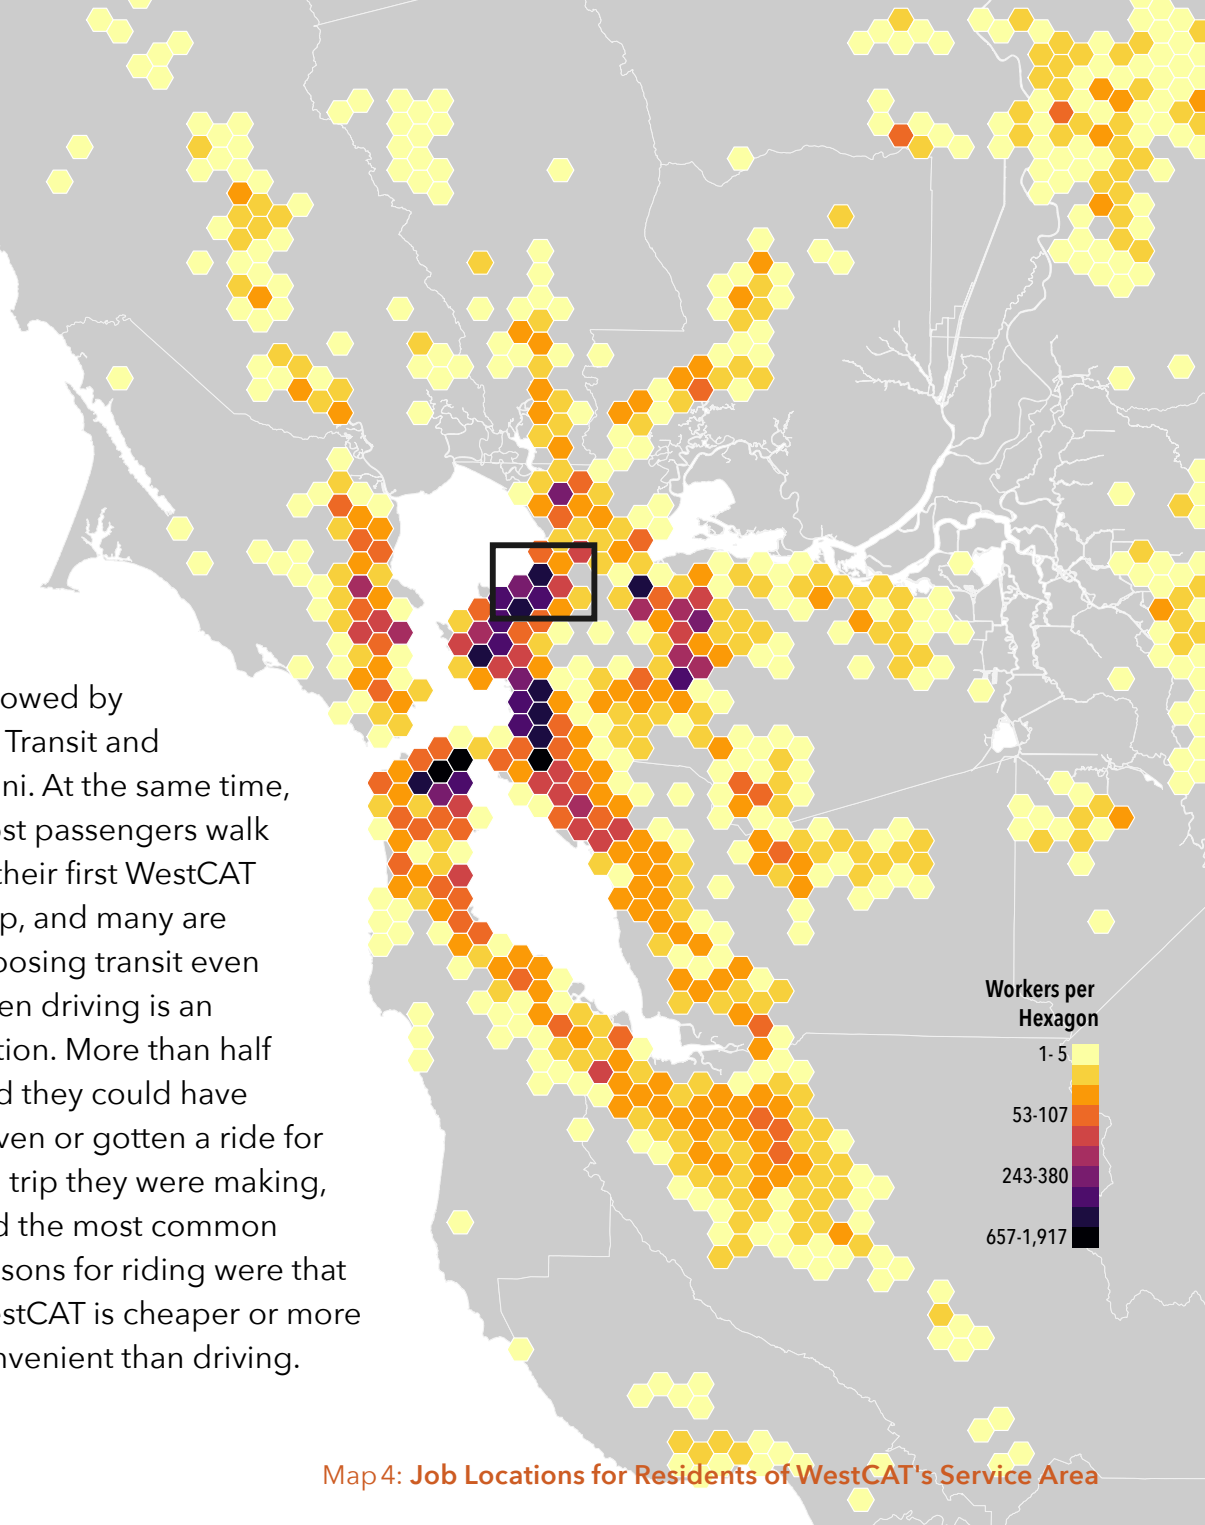 owed by
Transit and
ni. At the same time,
st passengers walk
their first WestCAT
p, and many are
oosing transit even
en driving is an
tion. More than half
d they could have
ven or gotten a ride for
trip they were making,
d the most common
sons for riding were that
estCAT is cheaper or more
nvenient than driving.
Workers per
Hexagon
1-5
53-107
243-380
657-1,917
Map 4: Job Locations for Residents of WestCAT's Service Area